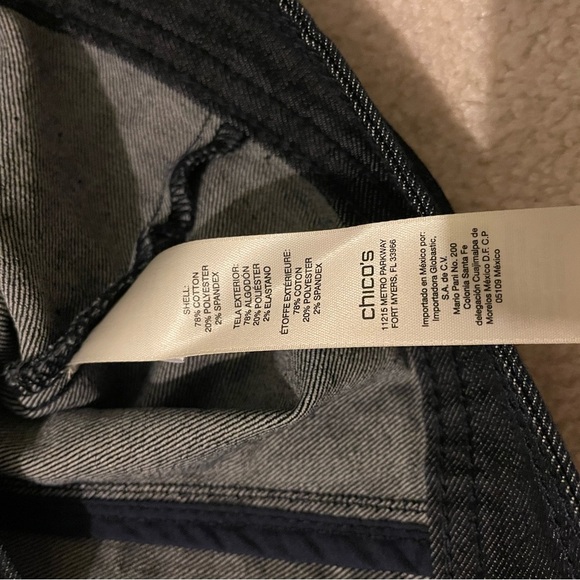 SHELL:
78% COTTON
20% POLYESTER
2% SPANDEX
TELA EXTERIOR:
78% ALGODON
20% POLIESTER
2% ELASTANO
ÉTOFFE EXTÉRIEURE:
78% COTON
20% POLYESTER
2% SPANDEX
chico's
11215 METRO PARKWAY
FORT MYERS, FL 33966
Importado en México por:
Importadora Globastic,
S.A. de C.V.
Mario Pani No. 200
Colonia Santa Fe
delegación Cuajimalpa de
Morelos México D.F. C.P
05109 México